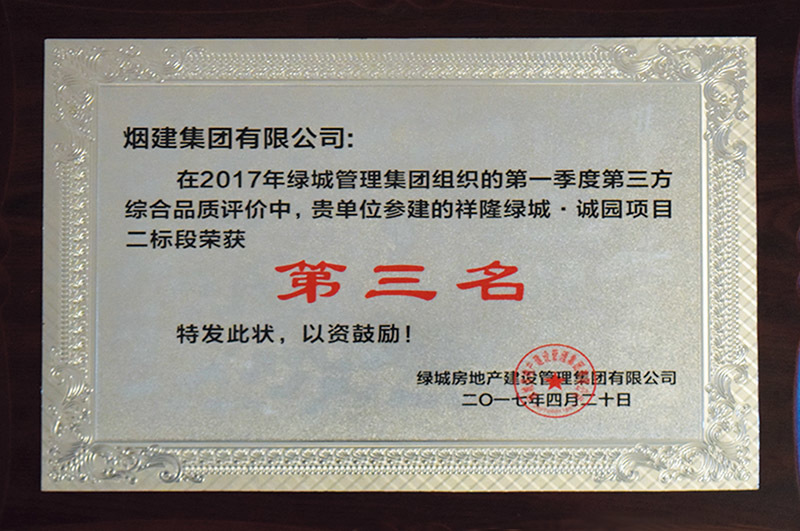 烟建集团有限公司:
在2017年绿城管理集团组织的第一季度第三方
综合品质评价中,贵单位参建的祥隆绿城·诚园项目
二标段荣获
第三名
特发此状,以资鼓励!
绿城房地产建设管理集团有限公司
二〇一七年四月二十日